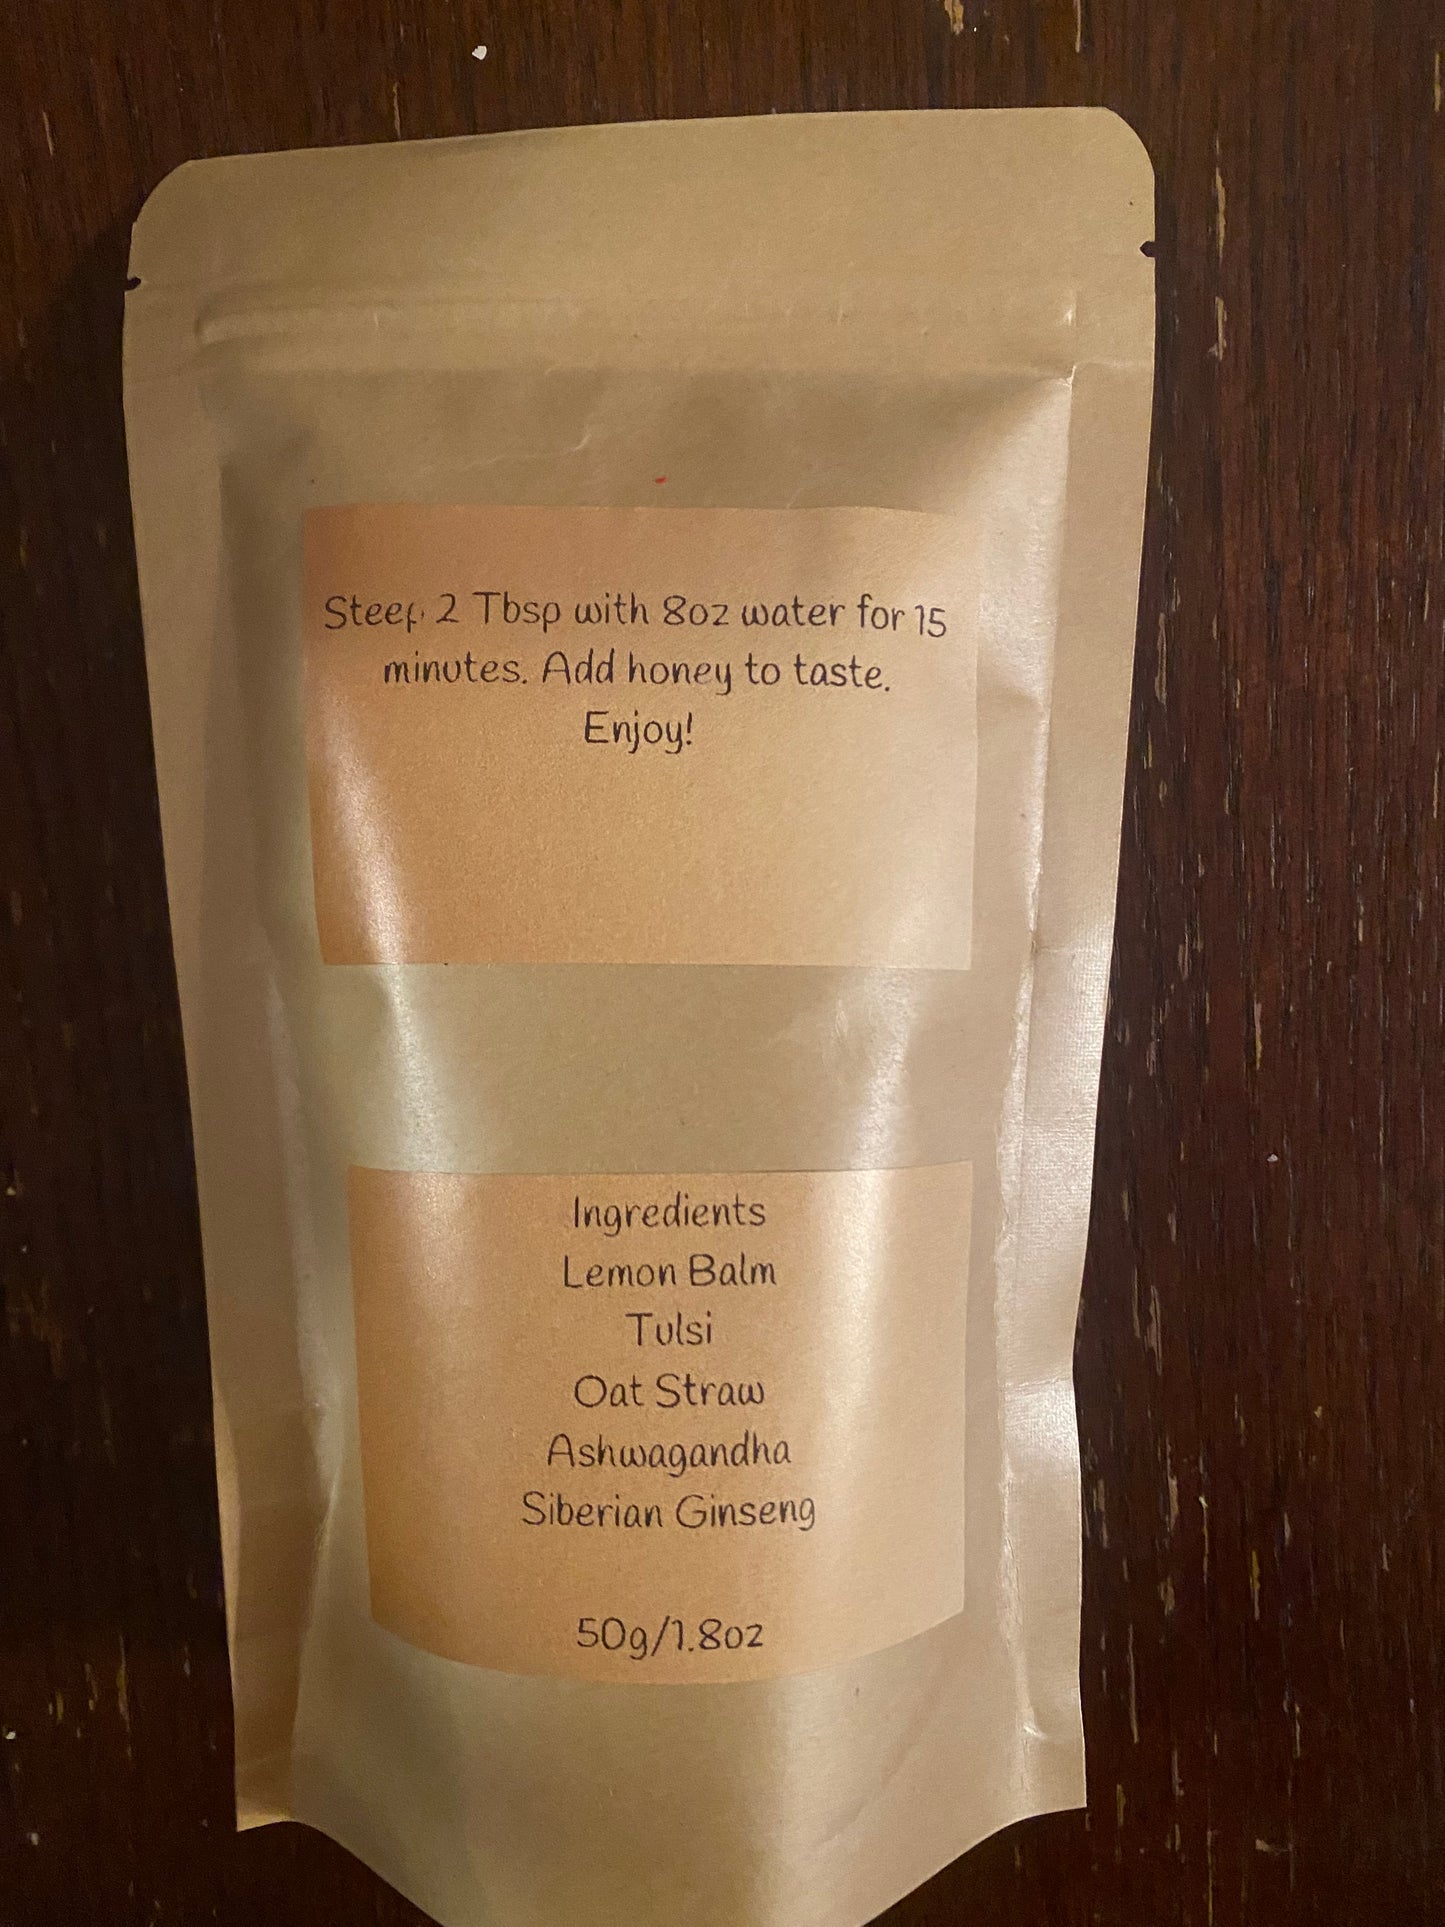 Steep 2 Tbsp with 8oz water for 15
minutes. Add honey to taste.
Enjoy!
Ingredients
Lemon Balm
Tulsi
Oat Straw
Ashwagandha
Siberian Ginseng
50g/1.8oz